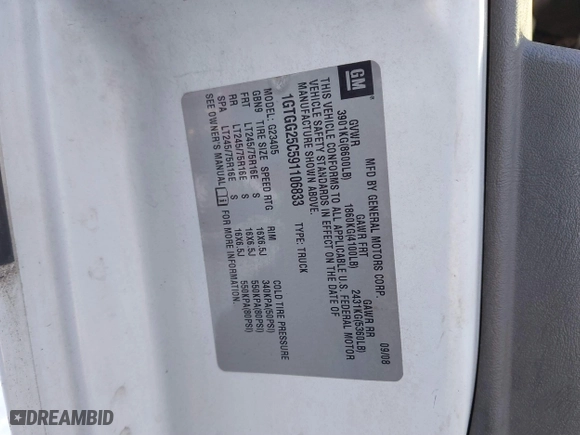 GM
MFD BY GENERAL MOTORS CORP.
09/08
GVWR
GAWR FRT
GAWR RR
3901KG(8600LB)
1860KG(4100LB)
2431KG(5360LB)
THIS VEHICLE CONFORMS TO ALL APPLICABLE U.S. FEDERAL MOTOR
VEHICLE SAFETY STANDARDS IN EFFECT ON THE DATE OF
MANUFACTURE SHOWN ABOVE.
1GTGG25C591106833
TYPE: TRUCK
G23405
GBN9 TIRE SIZE SPEED RTG RIM COLD TIRE PRESSURE
FRT LT245/75R16E S 16X6.5J 340KPA(50PSI)
RR LT245/75R16E S 16X6.5J 550KPA(80PSI)
SPA LT245/75R16E S 16X6.5J 550KPA(80PSI)
SEE OWNER'S MANUAL FOR MORE INFORMATION.
DREAMBID